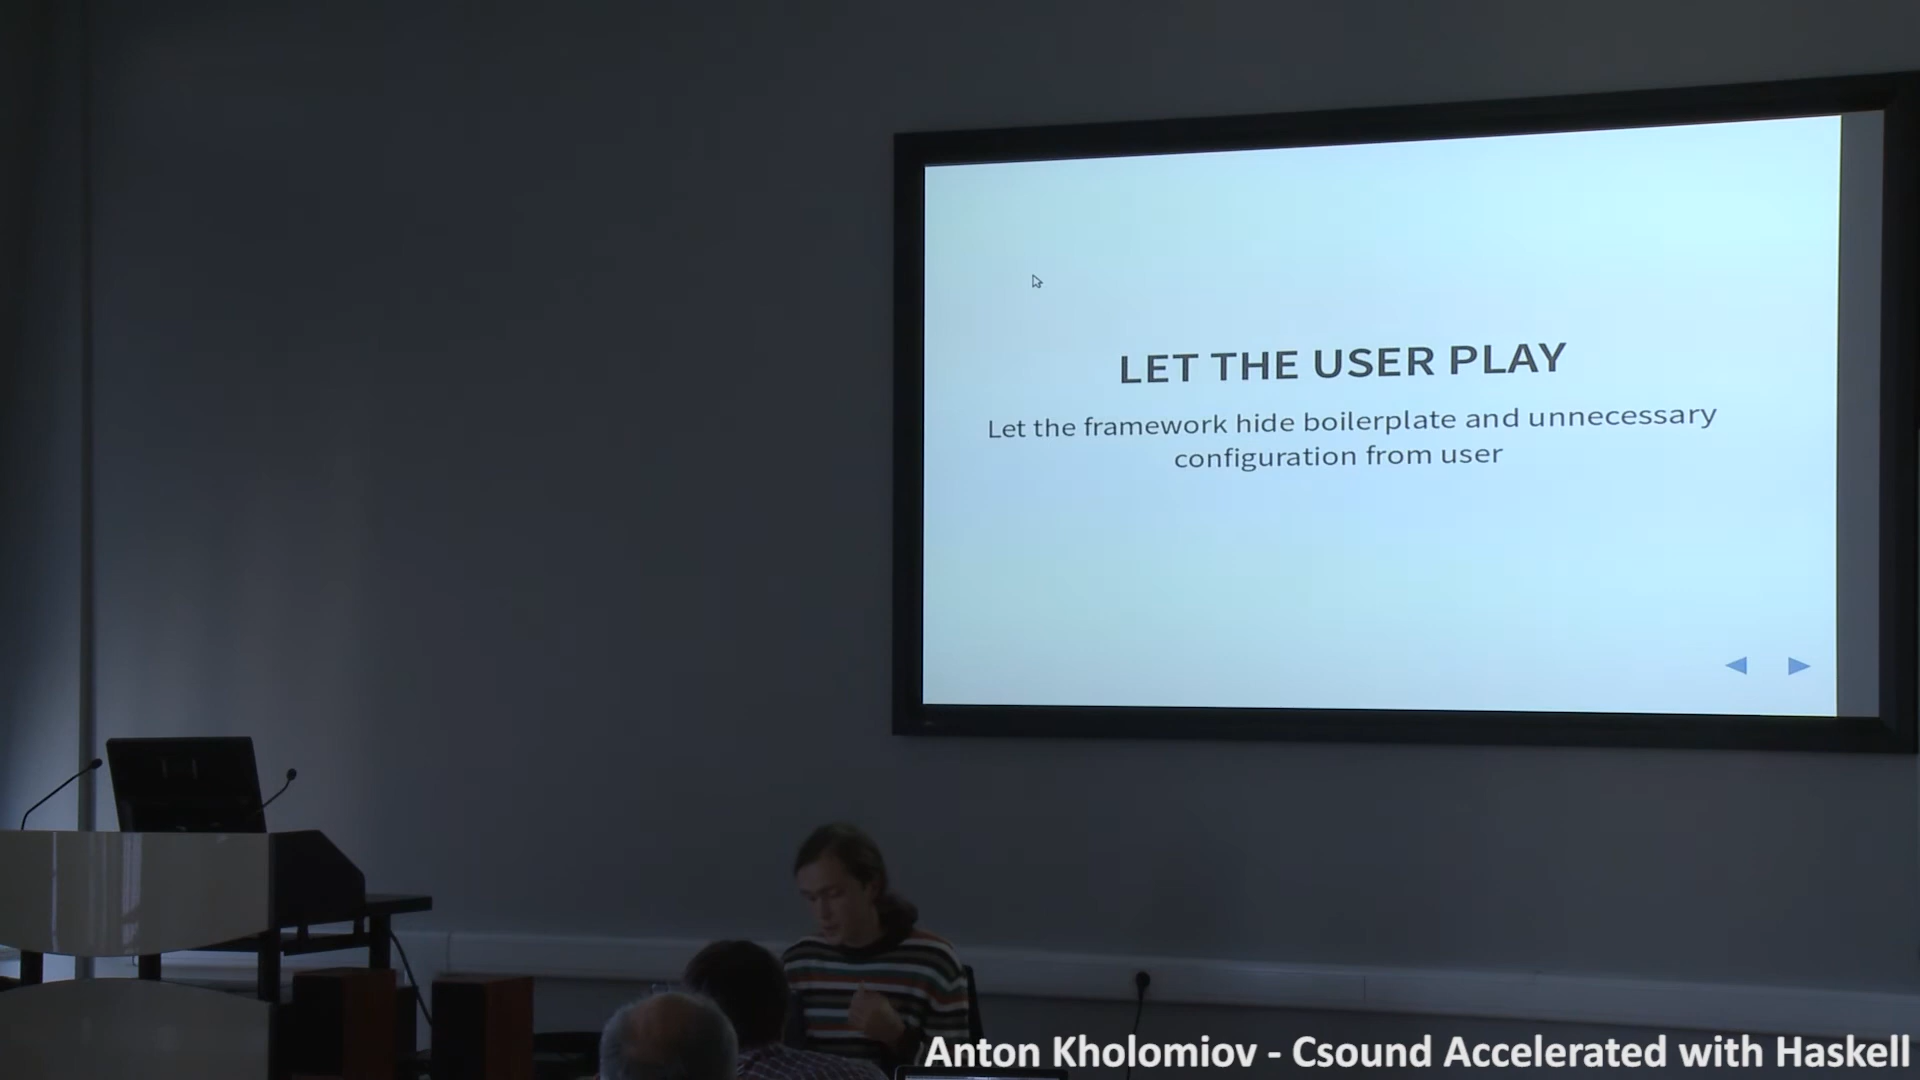 LET THE USER PLAY
Let the framework hide boilerplate and unnecessary
configuration from user
Anton Kholomiov - Csound Accelerated with Haskell